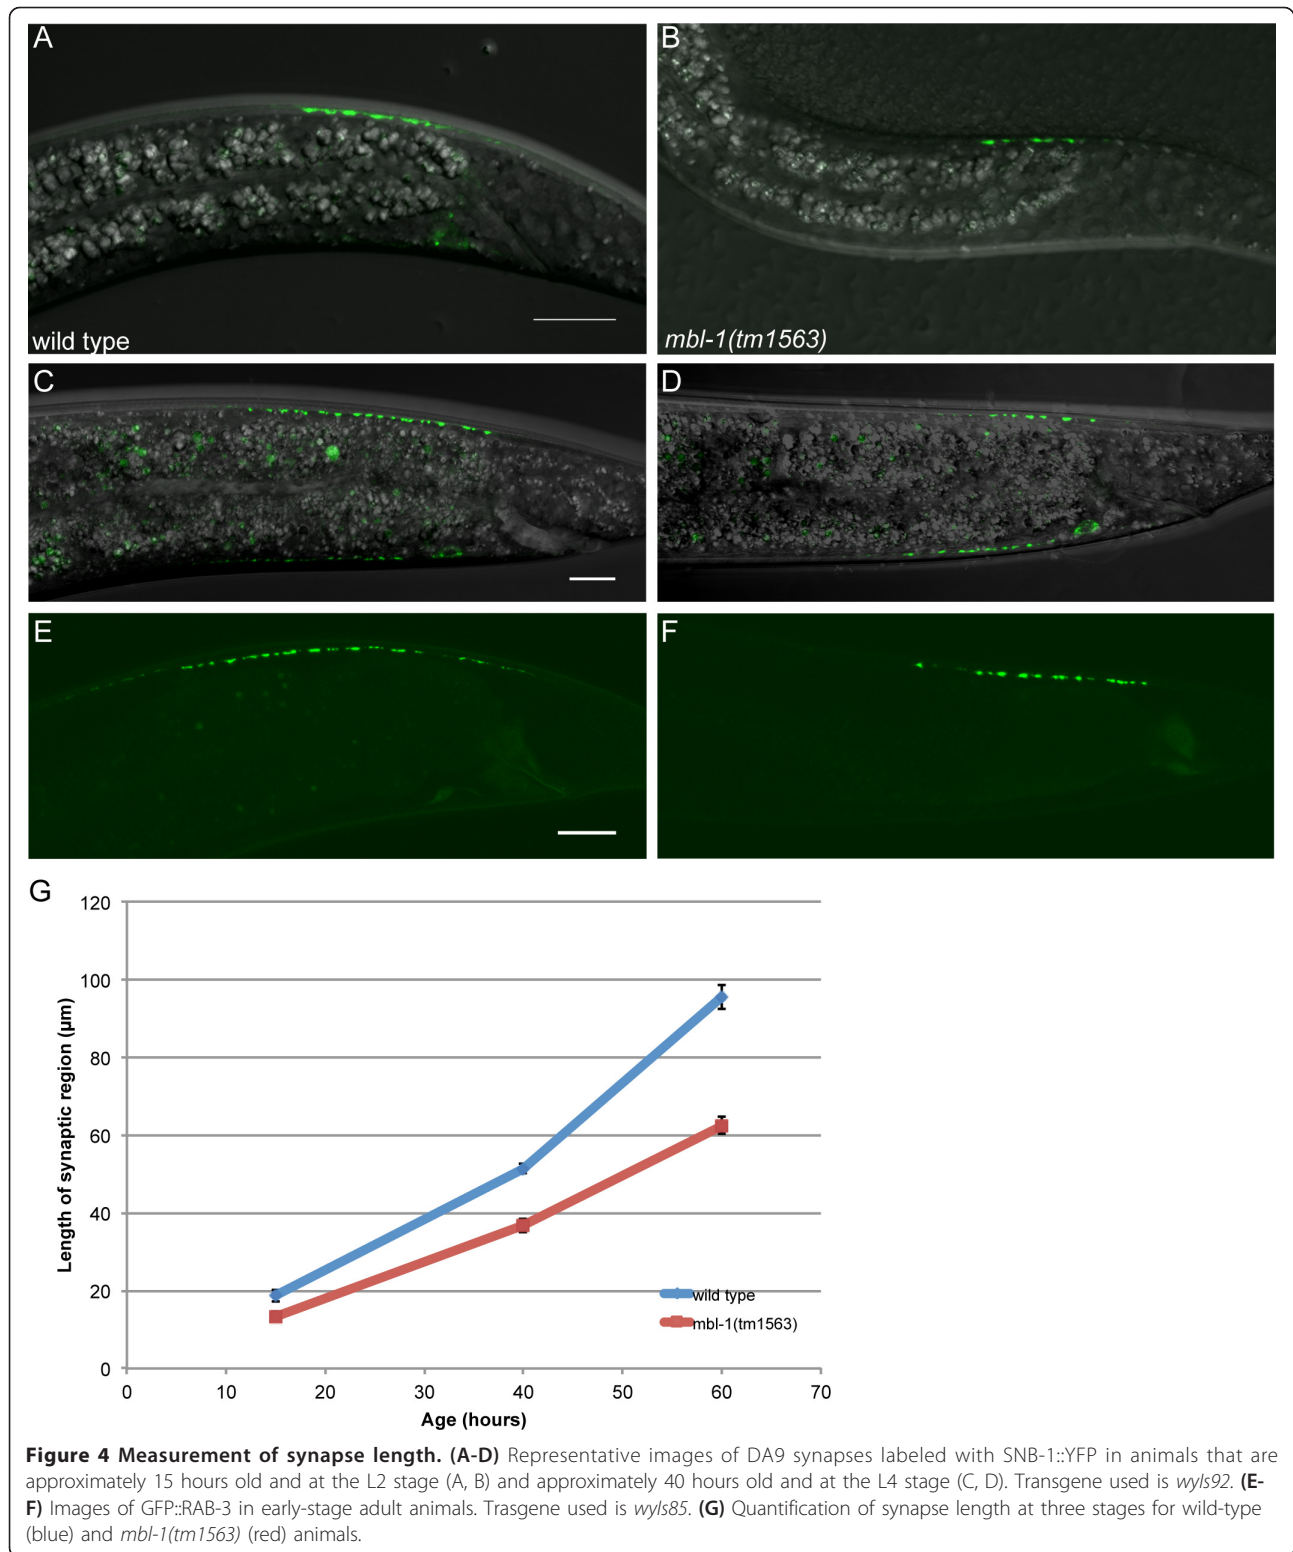 A
B
wild type
mbl-1(tm1563)
C
D
E
F
G
120
100
80
60
40
20
0
Length of synaptic region (µm)
0 10 20 30 40 50 60 70
Age (hours)
wild type
mbl-1(tm1563)
Figure 4 Measurement of synapse length. (A-D) Representative images of DA9 synapses labeled with SNB-1::YFP in animals that are
approximately 15 hours old and at the L2 stage (A, B) and approximately 40 hours old and at the L4 stage (C, D). Transgene used is wyIs92. (E-
F) Images of GFP::RAB-3 in early-stage adult animals. Trasgene used is wyIs85. (G) Quantification of synapse length at three stages for wild-type
(blue) and mbl-1(tm1563) (red) animals.